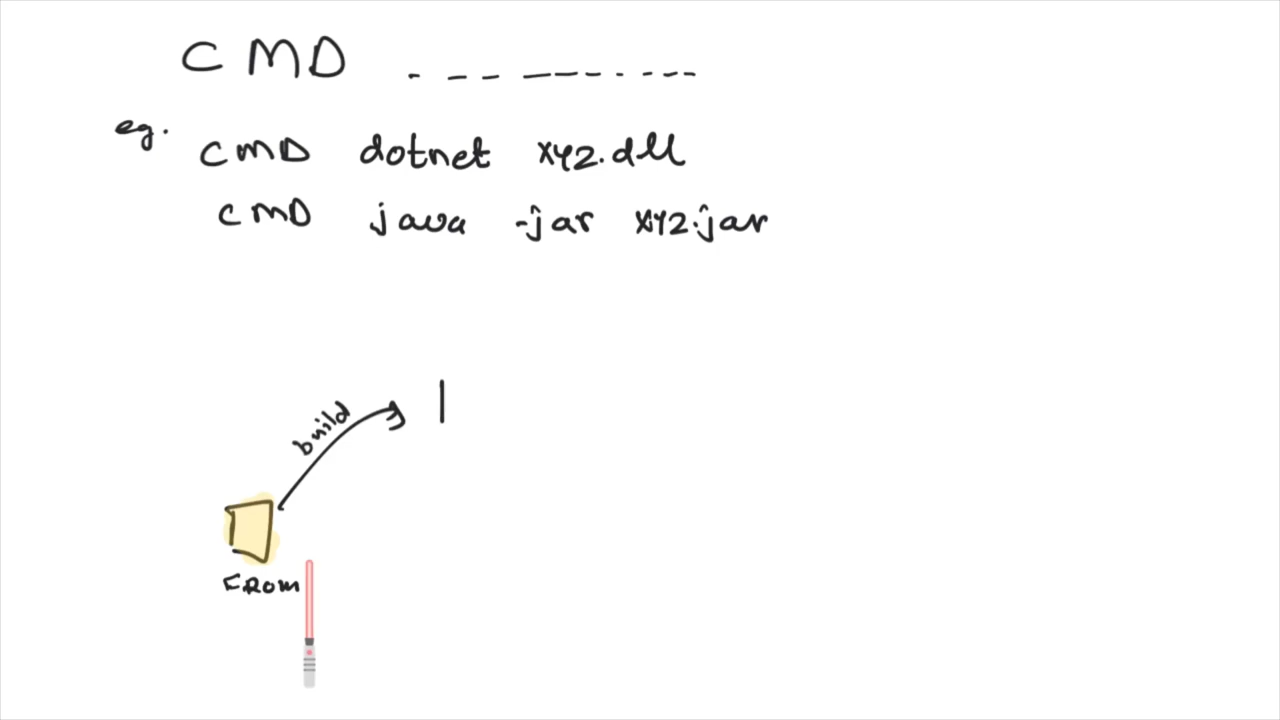 CMD _ _ _ _ _ _ . _ _ _
eg.
CMD dotnet xyz.dll
CMD java -jar xyz.jar
build
FROM